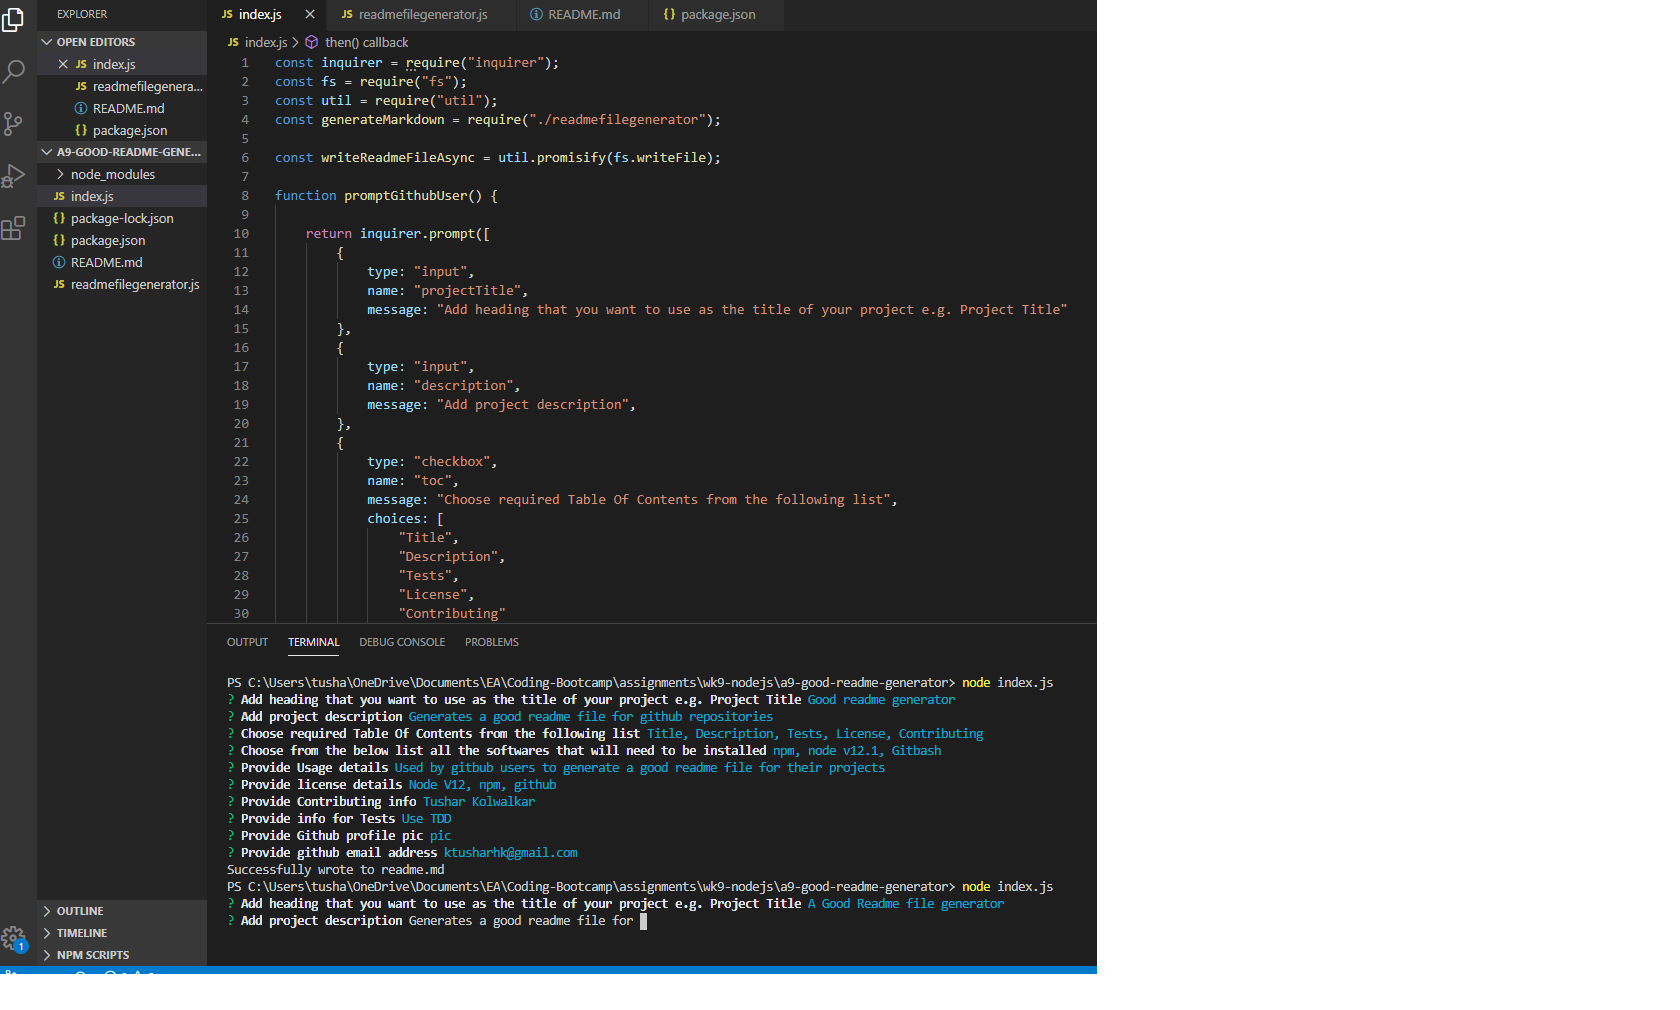 EXPLORER
OPEN EDITORS
JS index.js
JS readmefilegenera...
README.md
{} package.json
A9-GOOD-README-GENE...
node_modules
JS index.js
{} package-lock.json
{} package.json
README.md
JS readmefilegenerator.js
OUTLINE
TIMELINE
NPM SCRIPTS
1
JS index.js
JS readmefilegenerator.js
README.md
{} package.json
JS index.js > then() callback
1 const inquirer = require("inquirer");
2 const fs = require("fs");
3 const util = require("util");
4 const generateMarkdown = require("./readmefilegenerator");
5
6 const writeReadmeFileAsync = util.promisify(fs.writeFile);
7
8 function promptGithubUser() {
9
10 return inquirer.prompt([
11 {
12 type: "input",
13 name: "projectTitle",
14 message: "Add heading that you want to use as the title of your project e.g. Project Title"
15 },
16 {
17 type: "input",
18 name: "description",
19 message: "Add project description",
20 },
21 {
22 type: "checkbox",
23 name: "toc",
24 message: "Choose required Table Of Contents from the following list",
25 choices: [
26 "Title",
27 "Description",
28 "Tests",
29 "License",
30 "Contributing"
OUTPUT TERMINAL DEBUG CONSOLE PROBLEMS
PS C:\Users\tusha\OneDrive\Documents\EA\Coding-Bootcamp\assignments\wk9-nodejs\a9-good-readme-generator> node index.js
? Add heading that you want to use as the title of your project e.g. Project Title Good readme generator
? Add project description Generates a good readme file for github repositories
? Choose required Table Of Contents from the following list Title, Description, Tests, License, Contributing
? Choose from the below list all the softwares that will need to be installed npm, node v12.1, Gitbash
? Provide Usage details Used by gitbub users to generate a good readme file for their projects
? Provide license details Node V12, npm, github
? Provide Contributing info Tushar Kolwalkar
? Provide info for Tests Use TDD
? Provide Github profile pic pic
? Provide github email address ktusharhk@gmail.com
Successfully wrote to readme.md
PS C:\Users\tusha\OneDrive\Documents\EA\Coding-Bootcamp\assignments\wk9-nodejs\a9-good-readme-generator> node index.js
? Add heading that you want to use as the title of your project e.g. Project Title A Good Readme file generator
? Add project description Generates a good readme file for